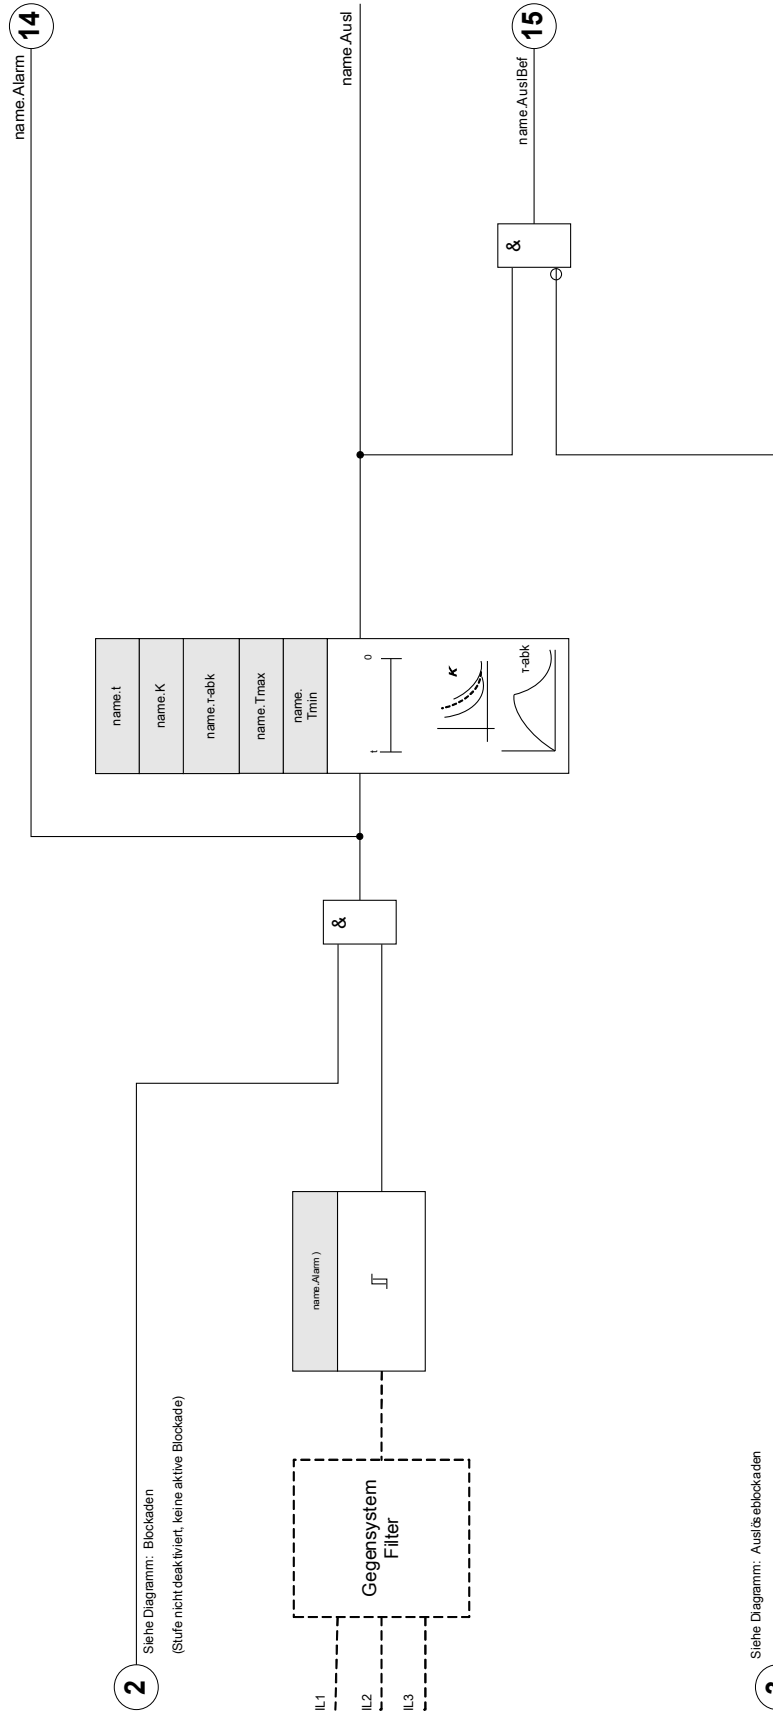 name.Alarm
14
2
Siehe Diagramm: Blockaden
(Stufe nicht deaktiviert, keine aktive Blockade)
name.t
name.K
name.τ-abk
name.Tmax
name.
Tmin
IL1
IL2
IL3
Gegensystem
Filter
name.Alarm )
&
t
0
K
τ-abk
name.Ausl
&
name.AuslBef
15
Siehe Diagramm: Auslöseblockaden